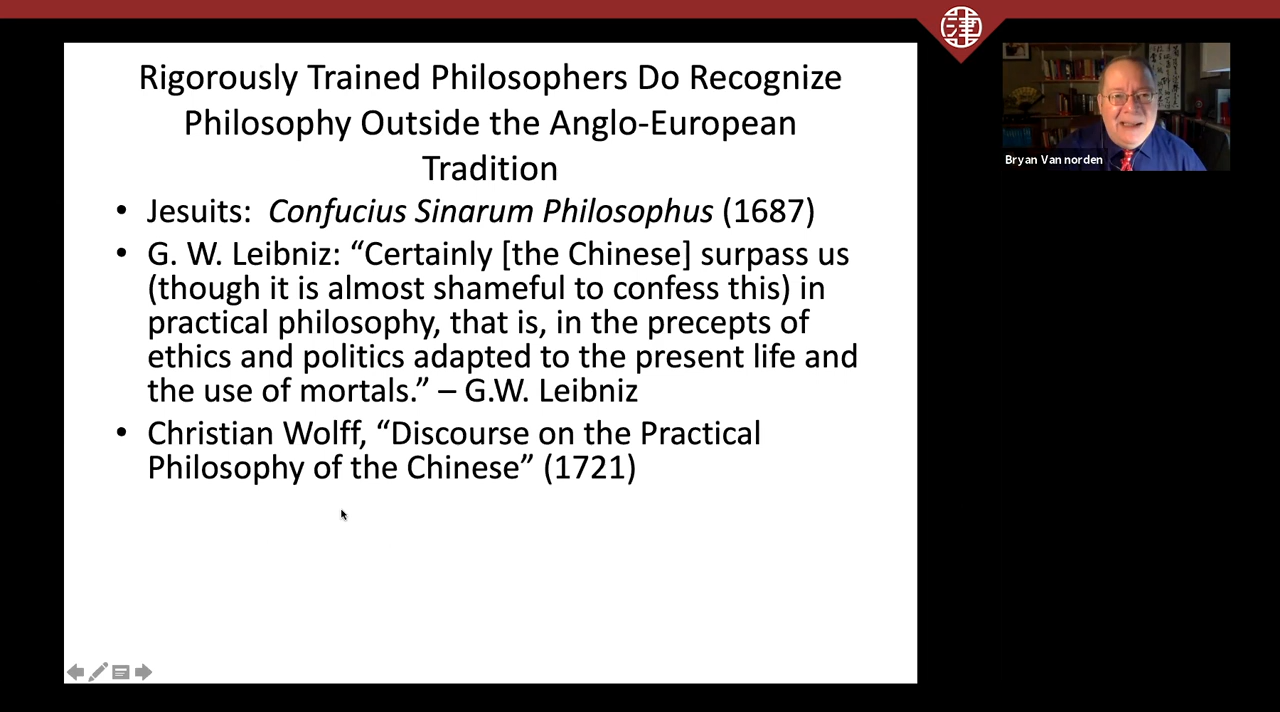 Rigorously Trained Philosophers Do Recognize
Philosophy Outside the Anglo-European
Tradition
• Jesuits: Confucius Sinarum Philosophus (1687)
• G. W. Leibniz: “Certainly [the Chinese] surpass us
(though it is almost shameful to confess this) in
practical philosophy, that is, in the precepts of
ethics and politics adapted to the present life and
the use of mortals.” – G.W. Leibniz
• Christian Wolff, “Discourse on the Practical
Philosophy of the Chinese” (1721)
Bryan Van norden